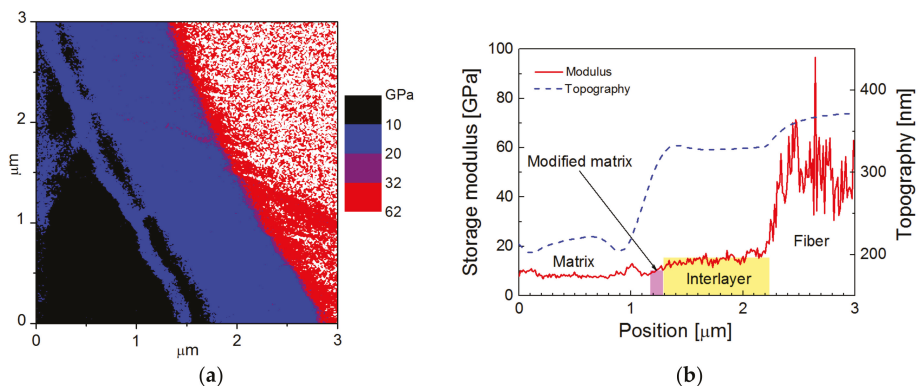 3
2
1
0
μm
0
1
2
3
μm
GPa
10
20
32
62
(a)
100
80
60
40
20
0
Storage modulus [GPa]
Modulus
Topography
Modified matrix
Matrix
Interlayer
Fiber
400
300
200
Topography [nm]
0
1
2
3
Position [μm]
(b)